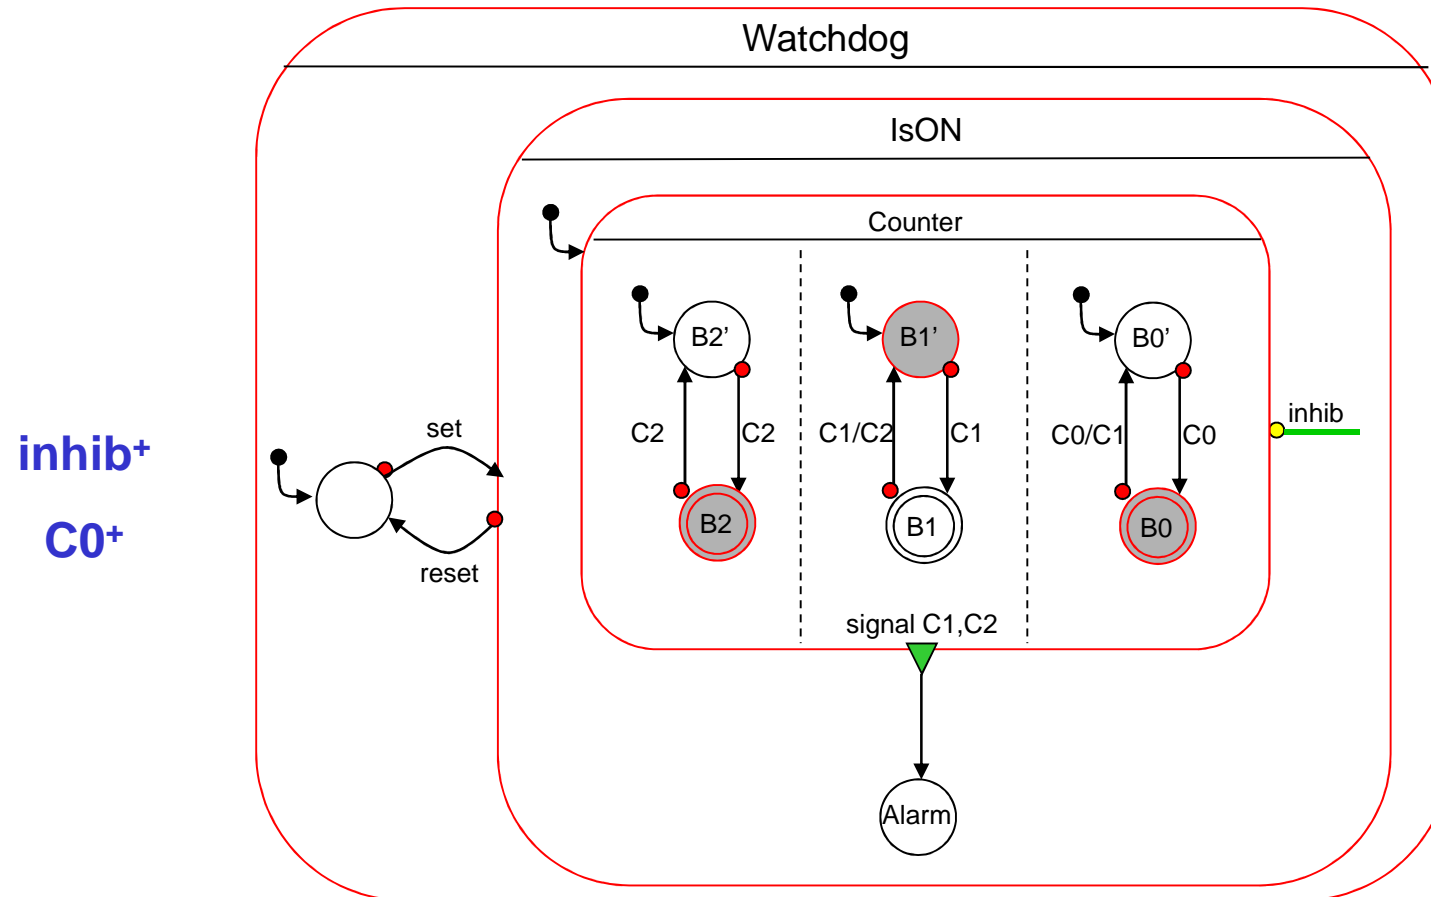 Watchdog
IsON
Counter
B2’
B1’
B0’
inhib
set
C2
C2
C1/C2
C1
C0/C1
C0
inhib+
C0+
B2
B1
B0
reset
signal C1,C2
Alarm